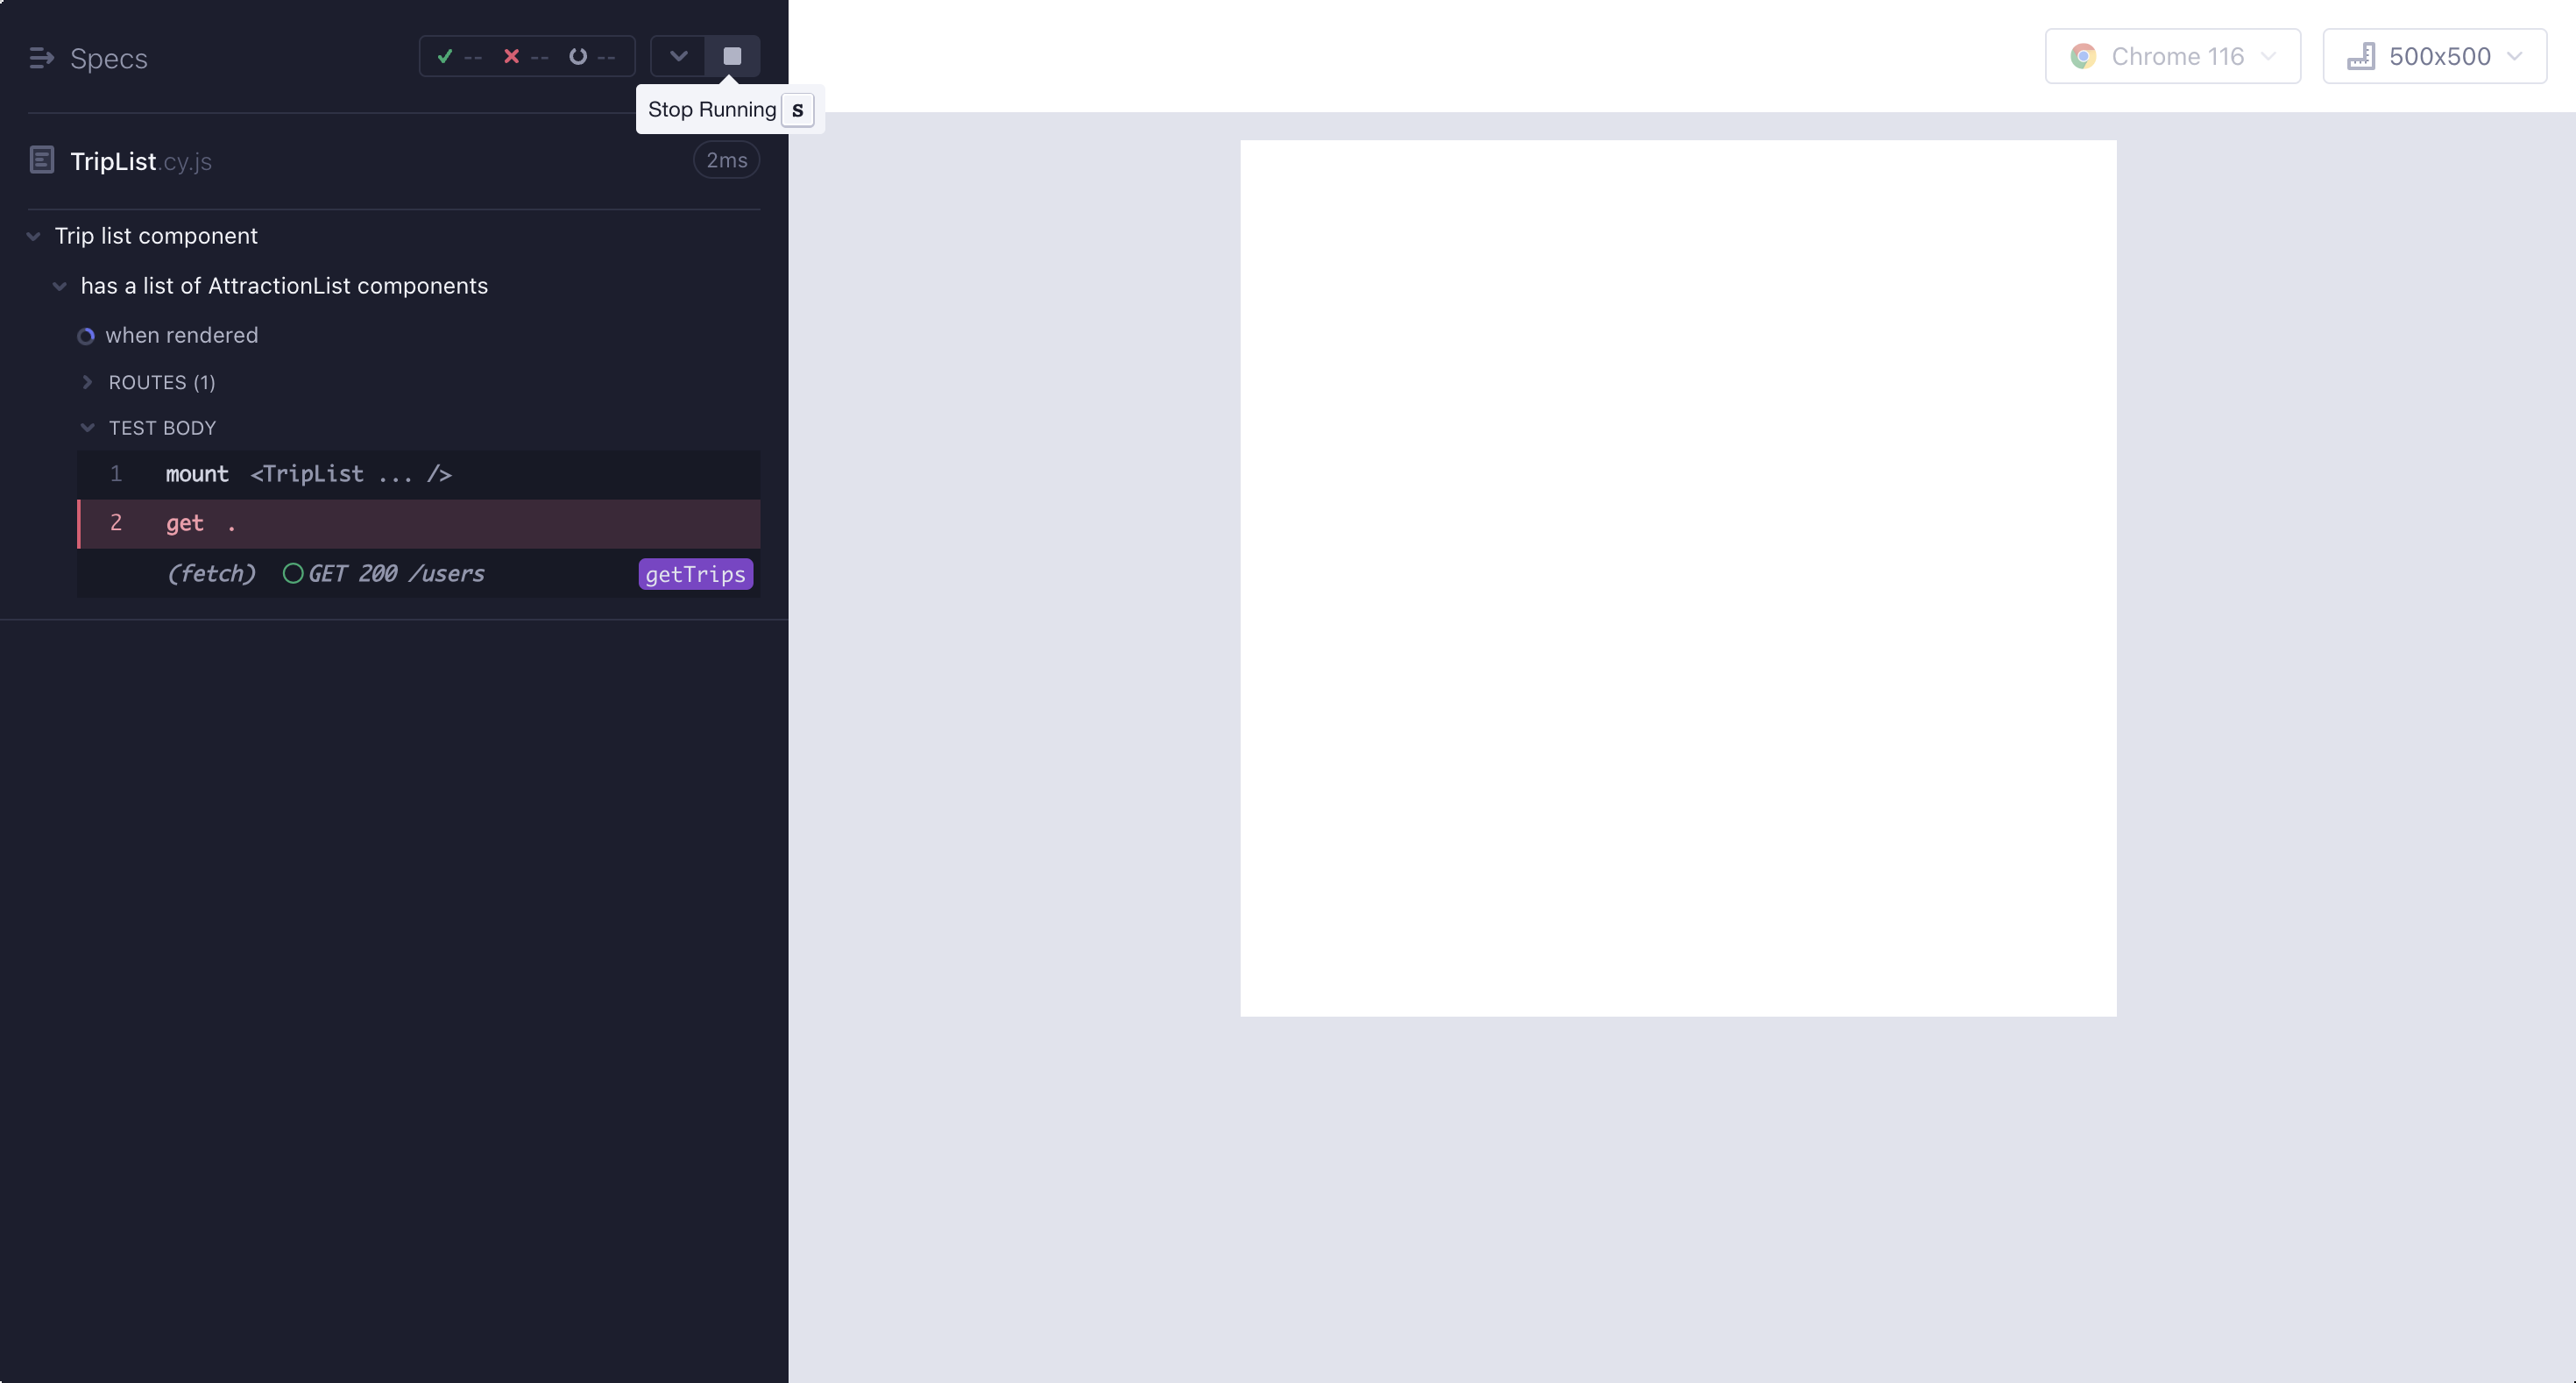 Specs
-- -- --
Stop Running S
Chrome 116
500x500
TripList.cy.js
2ms
Trip list component
has a list of AttractionList components
when rendered
ROUTES (1)
TEST BODY
1 mount <TripList ... />
2 get .
(fetch) GET 200 /users getTrips